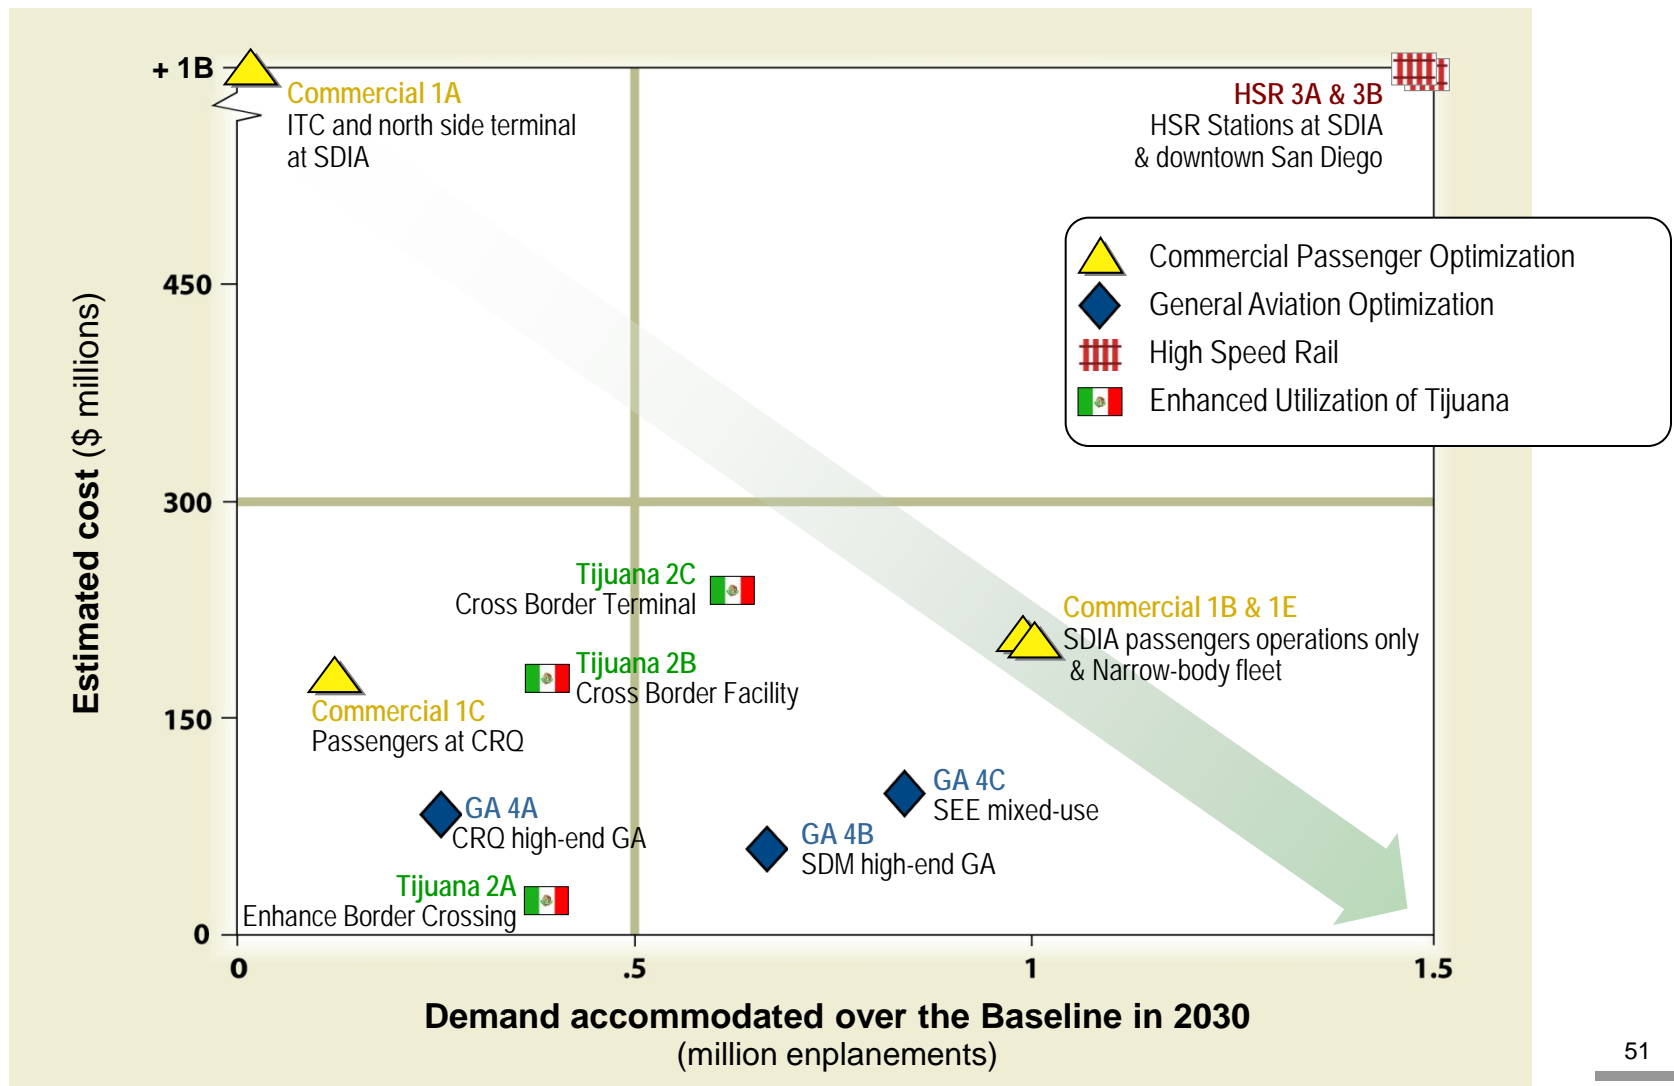 + 1B
Commercial 1A
ITC and north side terminal
at SDIA
HSR 3A & 3B
HSR Stations at SDIA
& downtown San Diego
Commercial Passenger Optimization
General Aviation Optimization
High Speed Rail
Enhanced Utilization of Tijuana
450
300
150
0
Estimated cost ($ millions)
Tijuana 2C
Cross Border Terminal
Commercial 1B & 1E
SDIA passengers operations only
& Narrow-body fleet
Tijuana 2B
Cross Border Facility
Commercial 1C
Passengers at CRQ
GA 4C
SEE mixed-use
GA 4A
CRQ high-end GA
GA 4B
SDM high-end GA
Tijuana 2A
Enhance Border Crossing
0
.5
1
1.5
Demand accommodated over the Baseline in 2030
(million enplanements)
51